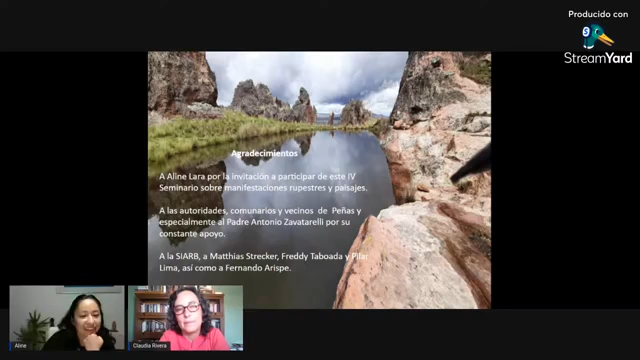 Producido con
S
StreamYard
Agradecimientos
A Aline Lara por la invitación a participar de este IV
Seminario sobre manifestaciones rupestres y paisajes.
A las autoridades, comunarios y vecinos de Peñas y
especialmente al Padre Antonio Zavatarelli por su
constante apoyo.
A la SIARB, a Matthias Strecker, Freddy Taboada y Pilar
Lima, así como a Fernando Arispe.
Aline
Claudia Rivera